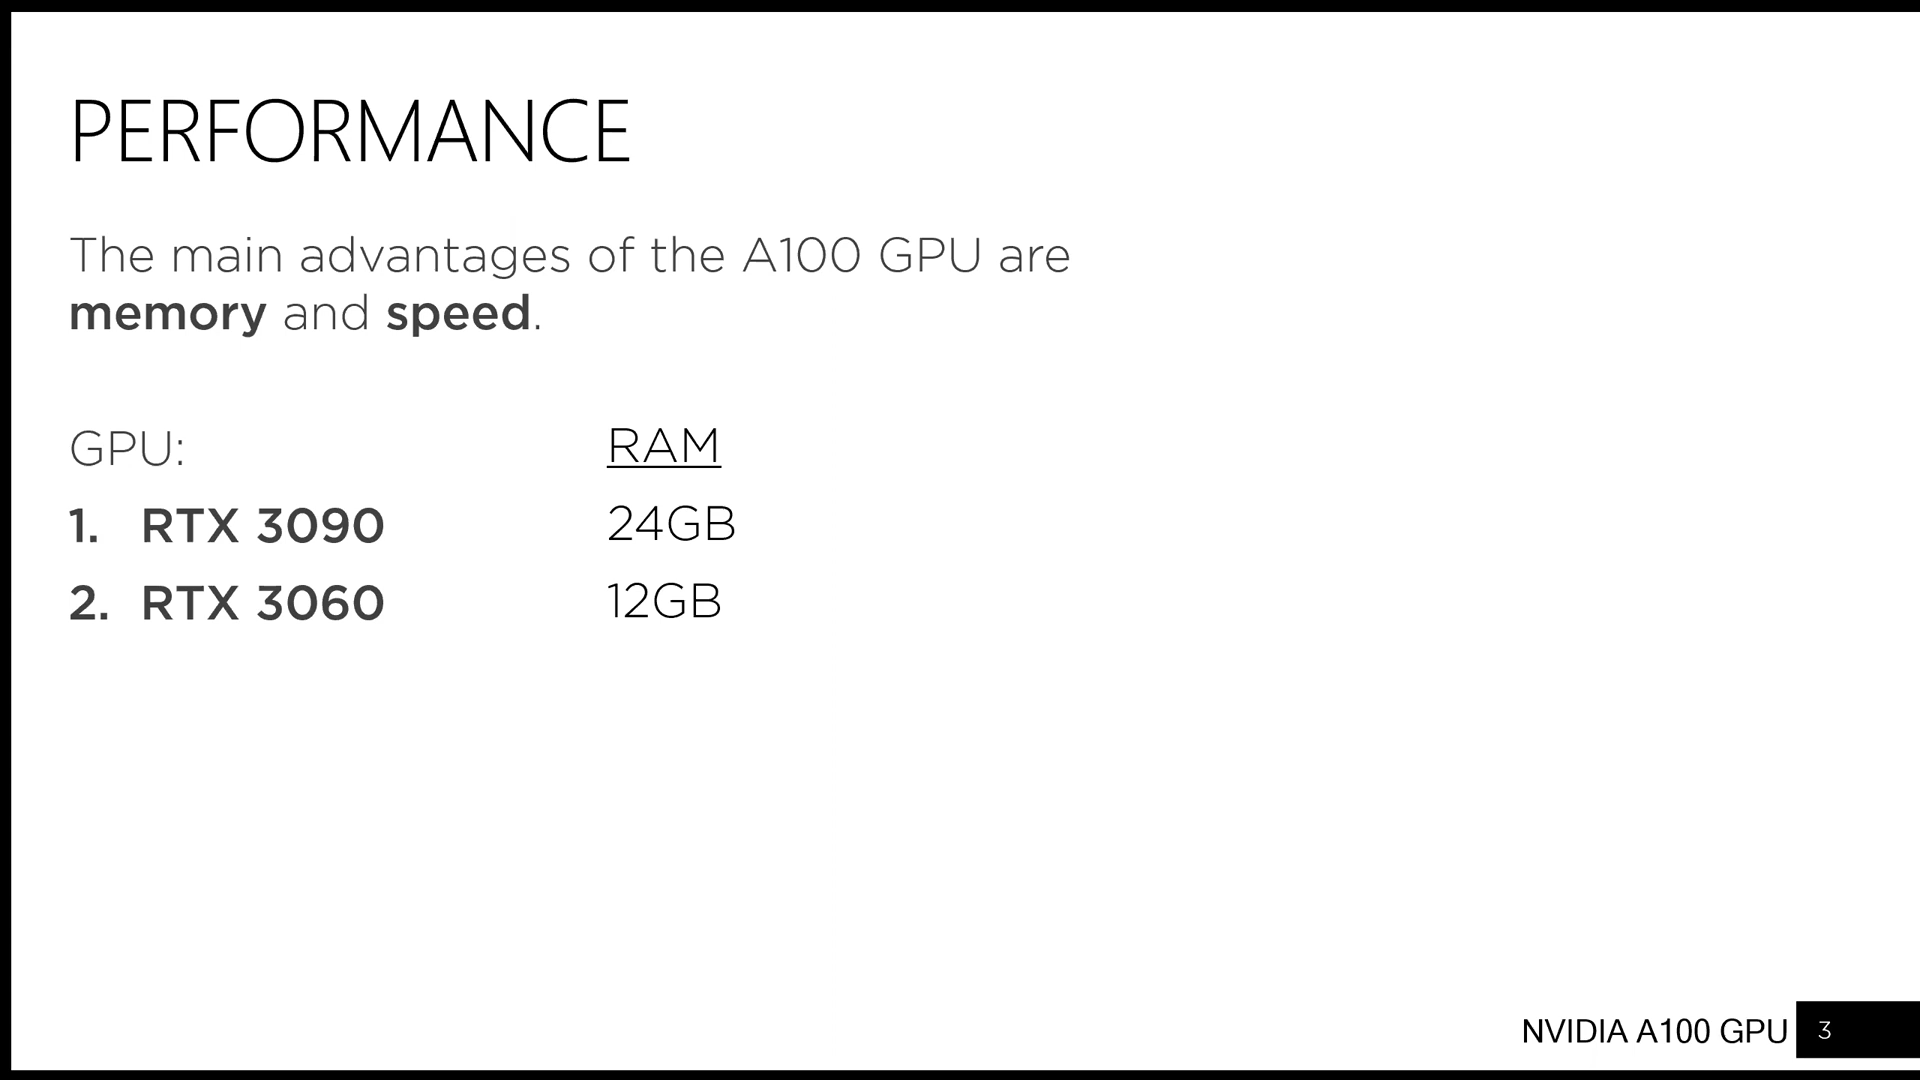 PERFORMANCE
The main advantages of the A100 GPU are
memory and speed.
GPU: RAM
1. RTX 3090 24GB
2. RTX 3060 12GB
NVIDIA A100 GPU 3